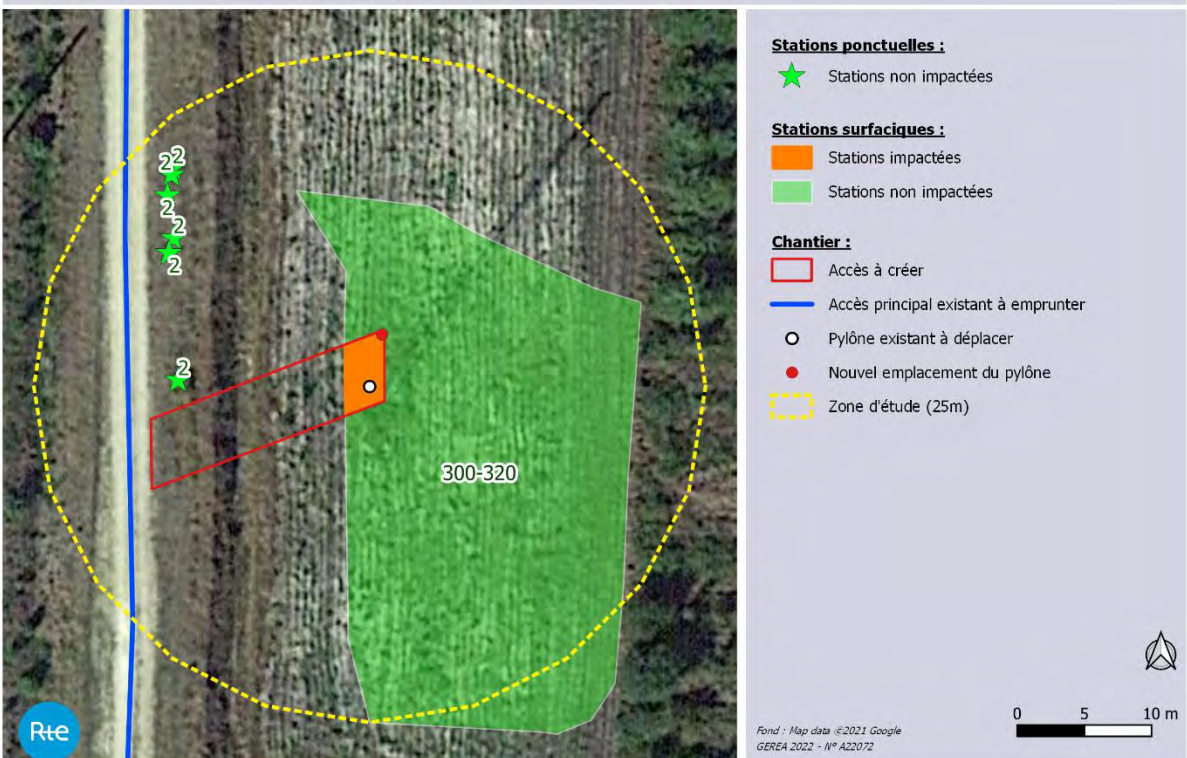 2
2
2
2
2
2
300-320
Rte
Stations ponctuelles :
Stations non impactées
Stations surfaciques :
Stations impactées
Stations non impactées
Chantier :
Accès à créer
Accès principal existant à emprunter
Pylône existant à déplacer
Nouvel emplacement du pylône
Zone d'étude (25m)
0 5 10 m
Fond : Map data ©2021 Google
GEREA 2022 - N° A22072